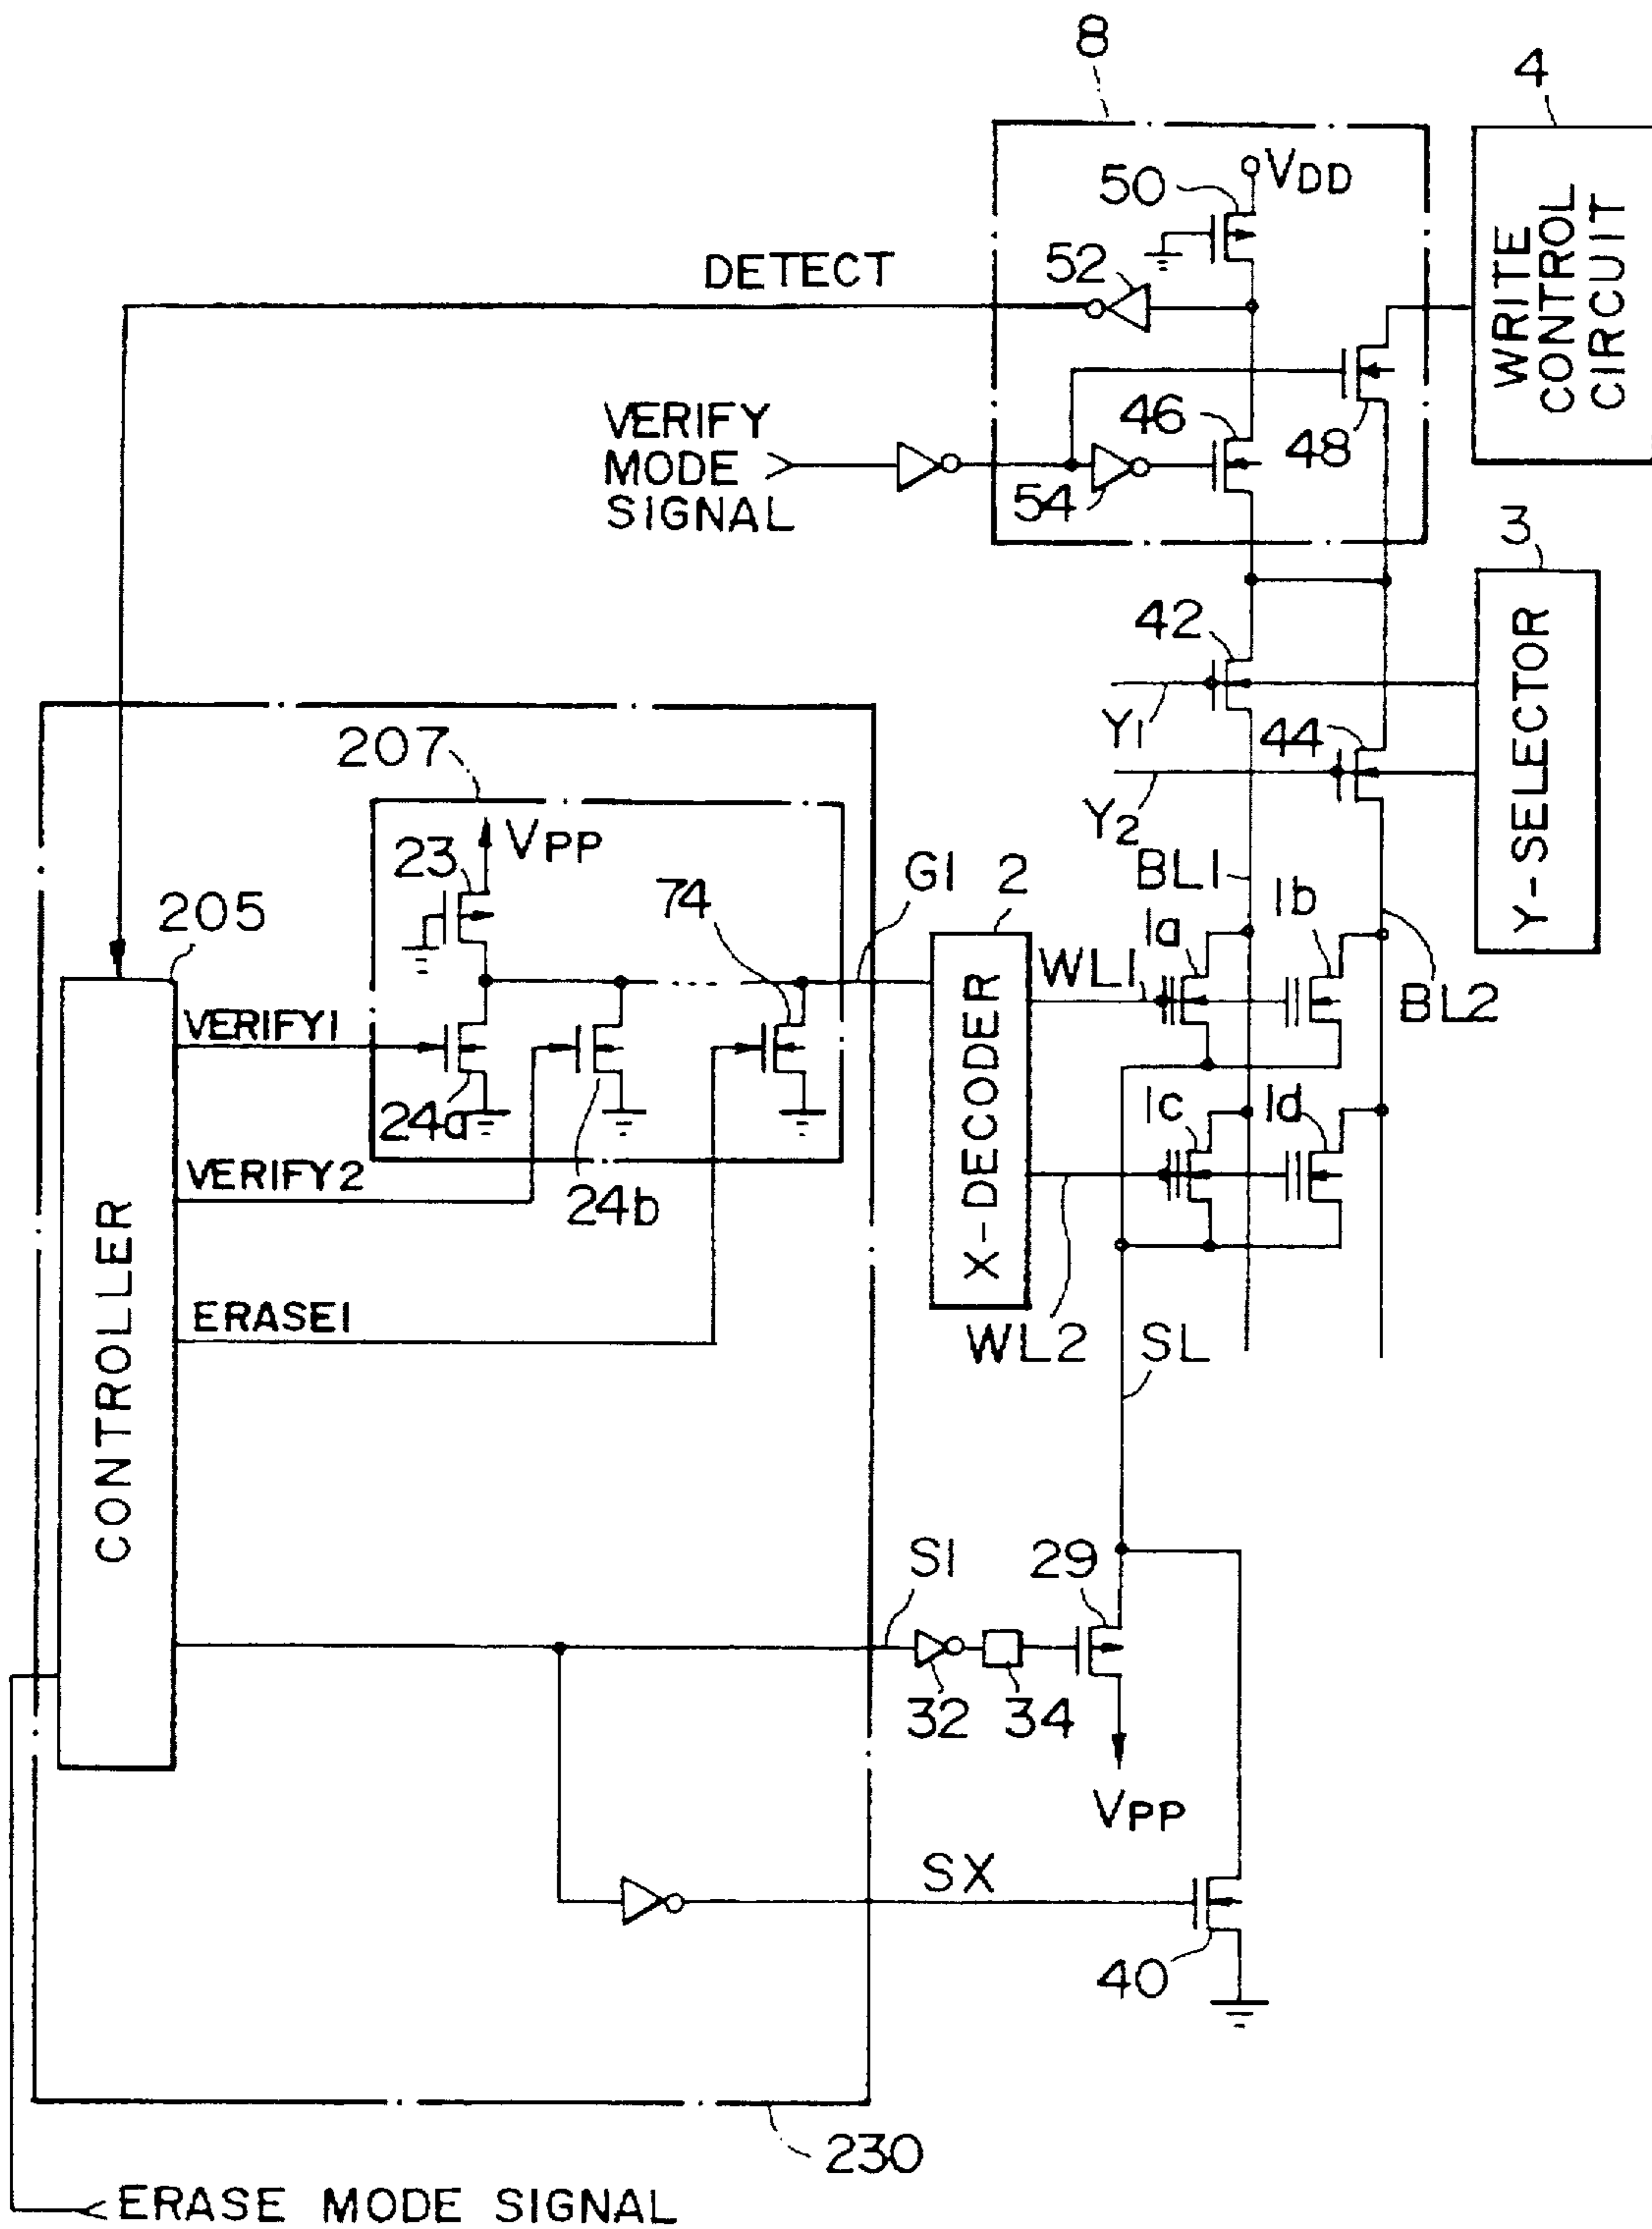 8
4
50
VDD
DETECT
52
WRITE
CONTROL
CIRCUIT
VERIFY
MODE
SIGNAL
46
48
54
3
42
Y-SELECTOR
Y1
44
207
Y2
VPP
23
G1
2
BL1
1b
74
1a
205
WL1
BL2
VERIFY1
X-DECODER
24a
1c
1d
VERIFY2
24b
CONTROLLER
ERASE1
WL2
SL
S1
29
32
34
VPP
SX
40
230
ERASE MODE SIGNAL